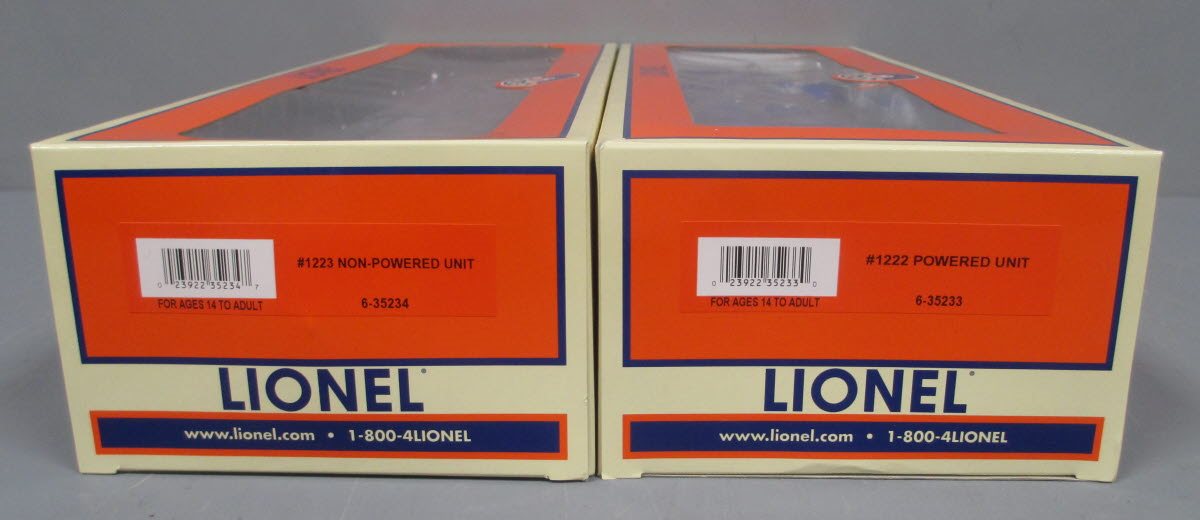 #1223 NON-POWERED UNIT
0 23922 35234 7
FOR AGES 14 TO ADULT
6-35234
LIONEL®
www.lionel.com • 1-800-4LIONEL
#1222 POWERED UNIT
0 23922 35233 0
FOR AGES 14 TO ADULT
6-35233
LIONEL®
www.lionel.com • 1-800-4LIONEL